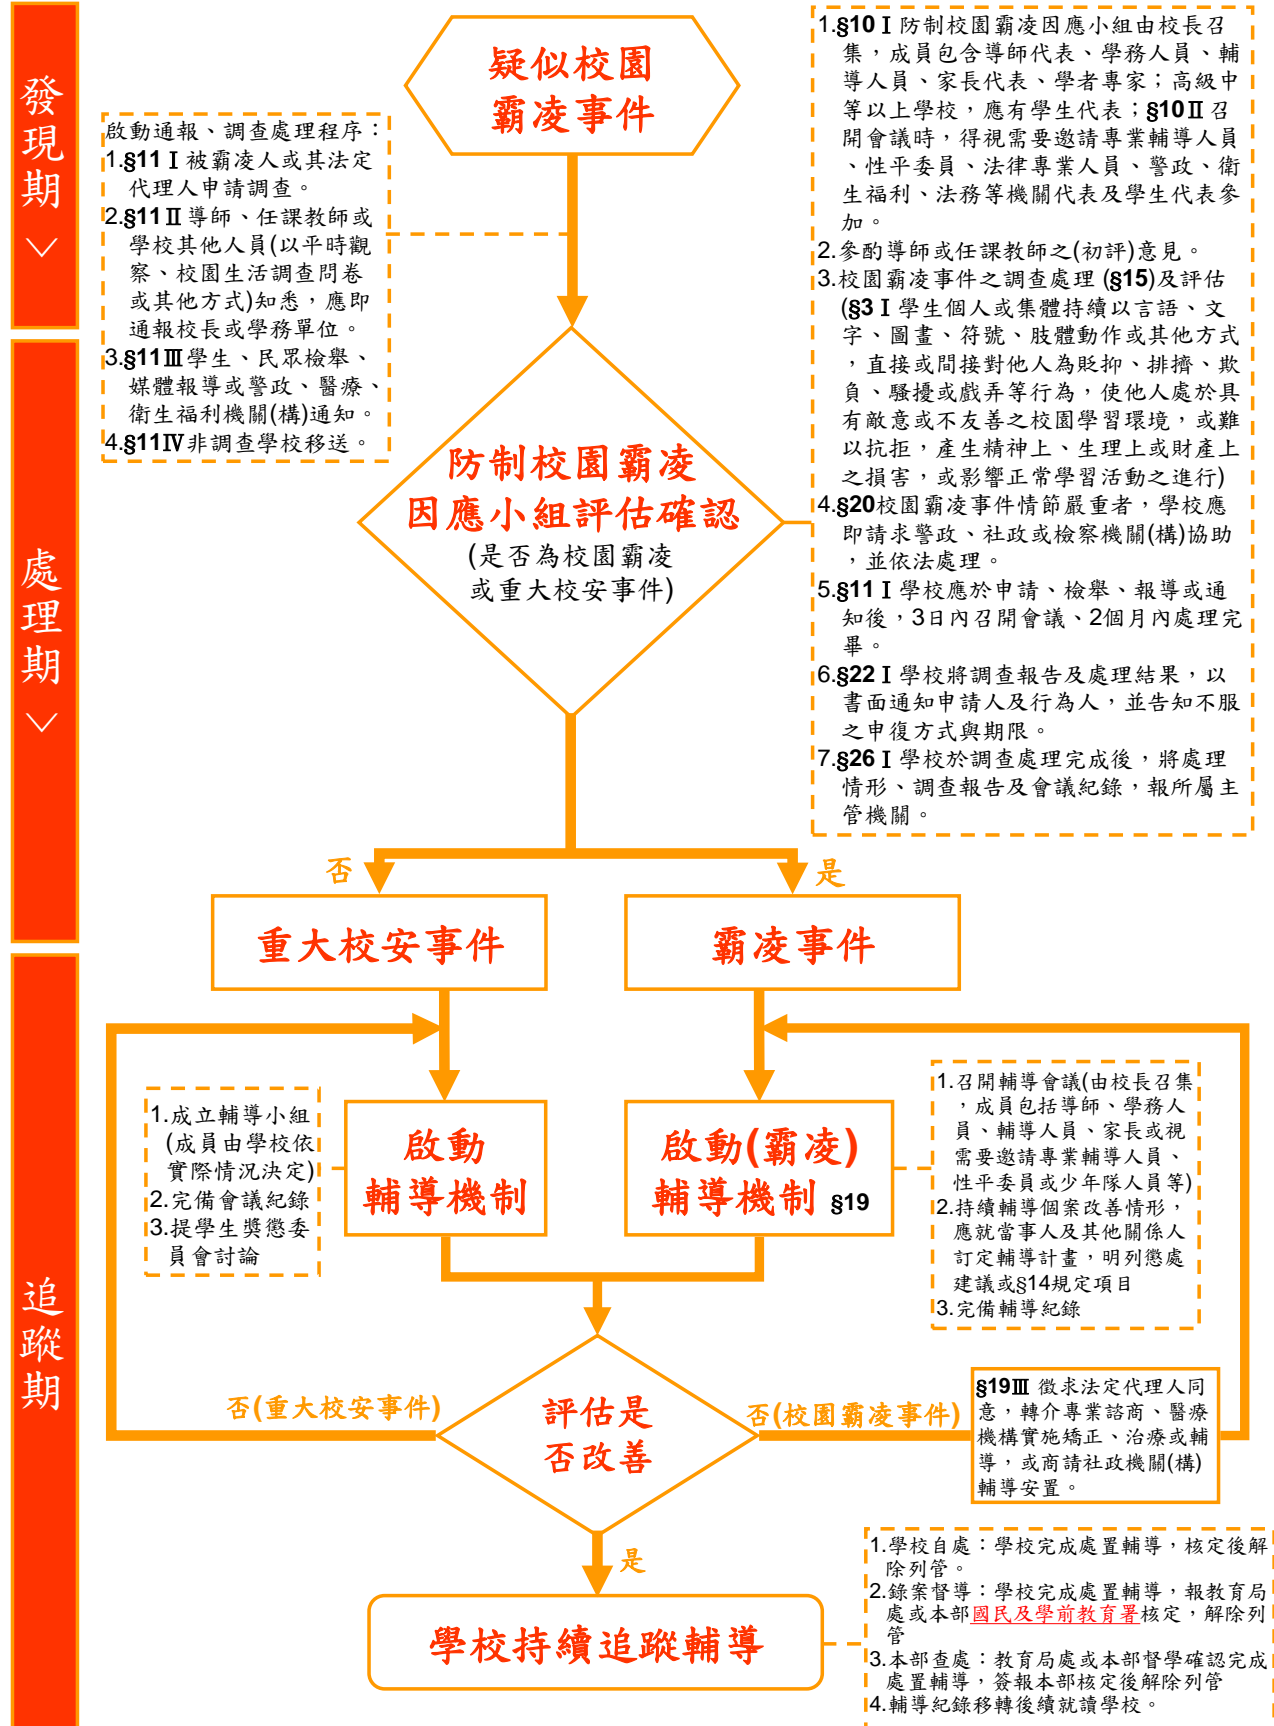 發現期﹀
疑似校園
霸凌事件
啟動通報、調查處理程序：
1.§11Ⅰ被霸凌人或其法定
代理人申請調查。
2.§11Ⅱ導師、任課教師或
學校其他人員(以平時觀
察、校園生活調查問卷
或其他方式)知悉，應即
通報校長或學務單位。
3.§11Ⅲ學生、民眾檢舉、
媒體報導或警政、醫療、
衛生福利機關(構)通知。
4.§11Ⅳ非調查學校移送。
1.§10Ⅰ防制校園霸凌因應小組由校長召
集，成員包含導師代表、學務人員、輔
導人員、家長代表、學者專家；高級中
等以上學校，應有學生代表；§10Ⅱ召
開會議時，得視需要邀請專業輔導人員
、性平委員、法律專業人員、警政、衛
生福利、法務等機關代表及學生代表參
加。
2.參酌導師或任課教師之(初評)意見。
3.校園霸凌事件之調查處理 (§15)及評估
(§3Ⅰ學生個人或集體持續以言語、文
字、圖畫、符號、肢體動作或其他方式
，直接或間接對他人為貶抑、排擠、欺
負、騷擾或戲弄等行為，使他人處於具
有敵意或不友善之校園學習環境，或難
以抗拒，產生精神上、生理上或財產上
之損害，或影響正常學習活動之進行)
4.§20校園霸凌事件情節嚴重者，學校應
即請求警政、社政或檢察機關(構)協助
，並依法處理。
5.§11Ⅰ學校應於申請、檢舉、報導或通
知後，3日內召開會議、2個月內處理完
畢。
6.§22Ⅰ學校將調查報告及處理結果，以
書面通知申請人及行為人，並告知不服
之申復方式與期限。
7.§26Ⅰ學校於調查處理完成後，將處理
情形、調查報告及會議紀錄，報所屬主
管機關。
處理期﹀
防制校園霸凌
因應小組評估確認
(是否為校園霸凌
或重大校安事件)
否
是
重大校安事件
霸凌事件
追蹤期
1.成立輔導小組
(成員由學校依
實際情況決定)
2.完備會議紀錄
3.提學生獎懲委
員會討論
啟動
輔導機制
啟動(霸凌)
輔導機制 §19
1.召開輔導會議(由校長召集
，成員包括導師、學務人
員、輔導人員、家長或視
需要邀請專業輔導人員、
性平委員或少年隊人員等)
2.持續輔導個案改善情形，
應就當事人及其他關係人
訂定輔導計畫，明列懲處
建議或§14規定項目
3.完備輔導紀錄
否(重大校安事件)
評估是
否改善
否(校園霸凌事件)
§19Ⅲ 徵求法定代理人同
意，轉介專業諮商、醫療
機構實施矯正、治療或輔
導，或商請社政機關(構)
輔導安置。
是
學校持續追蹤輔導
1.學校自處：學校完成處置輔導，核定後解
除列管。
2.錄案督導：學校完成處置輔導，報教育局
處或本部國民及學前教育署核定，解除列
管
3.本部查處：教育局處或本部督學確認完成
處置輔導，簽報本部核定後解除列管
4.輔導紀錄移轉後續就讀學校。